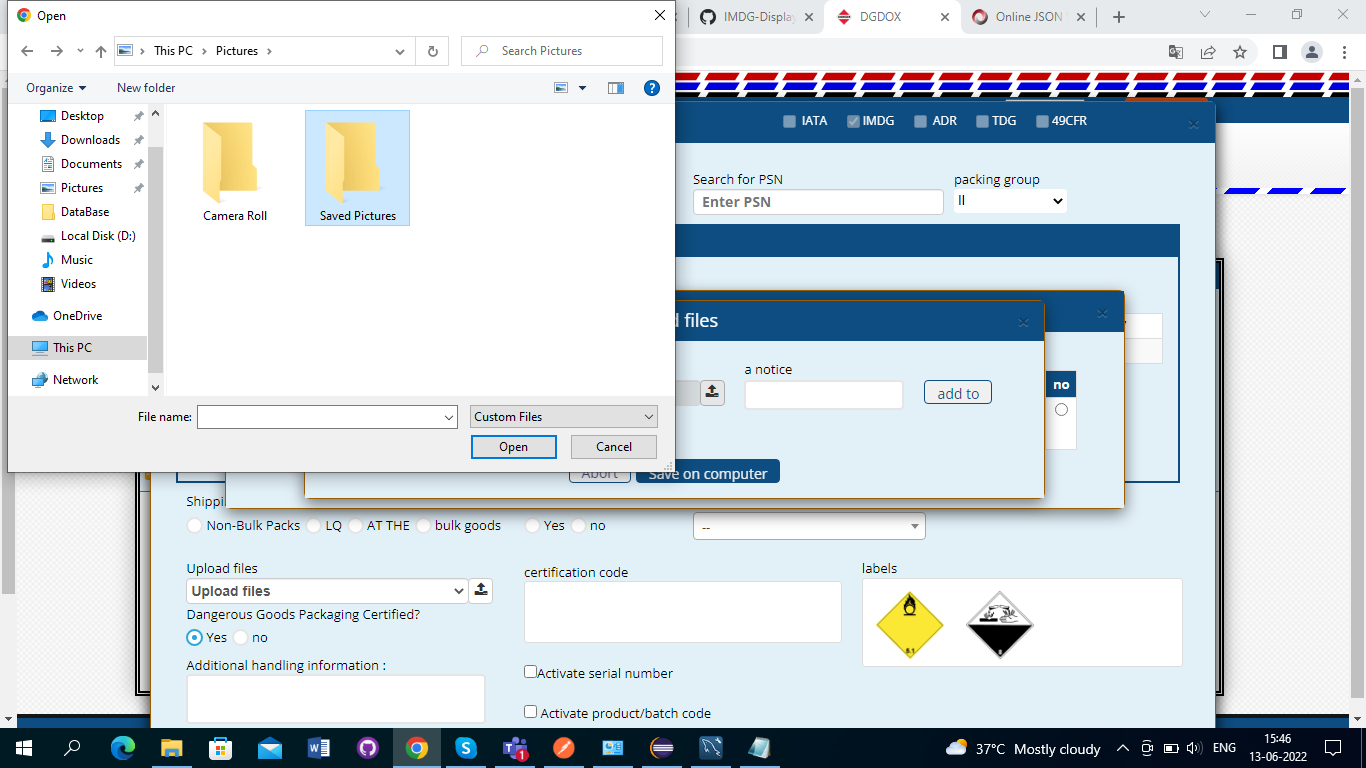 Open
IMDG-Display
DGDOX
Online JSON
This PC
Pictures
Search Pictures
Organize
New folder
Desktop
Downloads
Documents
Pictures
DataBase
Local Disk (D:)
Music
Videos
OneDrive
This PC
Network
Camera Roll
Saved Pictures
File name:
Custom Files
Open
Cancel
IATA
IMDG
ADR
TDG
49CFR
Search for PSN
Enter PSN
packing group
II
files
a notice
add to
no
Abort
Save on computer
Shippi
Non-Bulk Packs
LQ
AT THE
bulk goods
Yes
no
--
Upload files
Upload files
certification code
labels
5.1
8
Dangerous Goods Packaging Certified?
Yes
no
Additional handling information :
Activate serial number
Activate product/batch code
1
37°C Mostly cloudy
ENG
15:46
13-06-2022